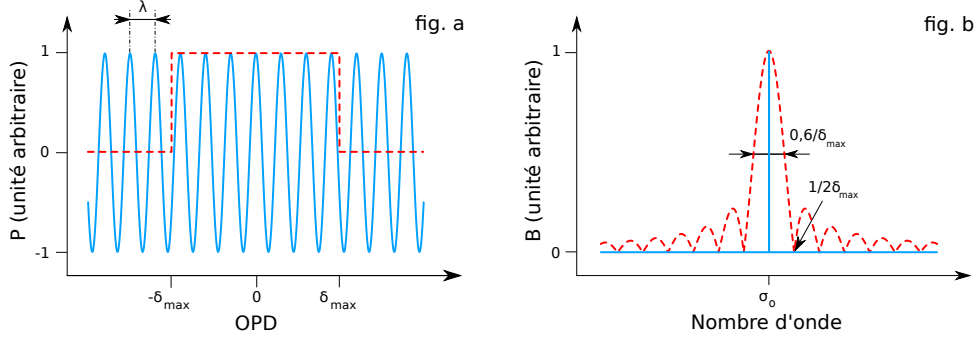 λ
fig. a
1
0
-1
P (unité arbitraire)
-δmax
0
δmax
OPD
fig. b
1
0
B (unité arbitraire)
0,6/δmax
1/2δmax
σo
Nombre d'onde